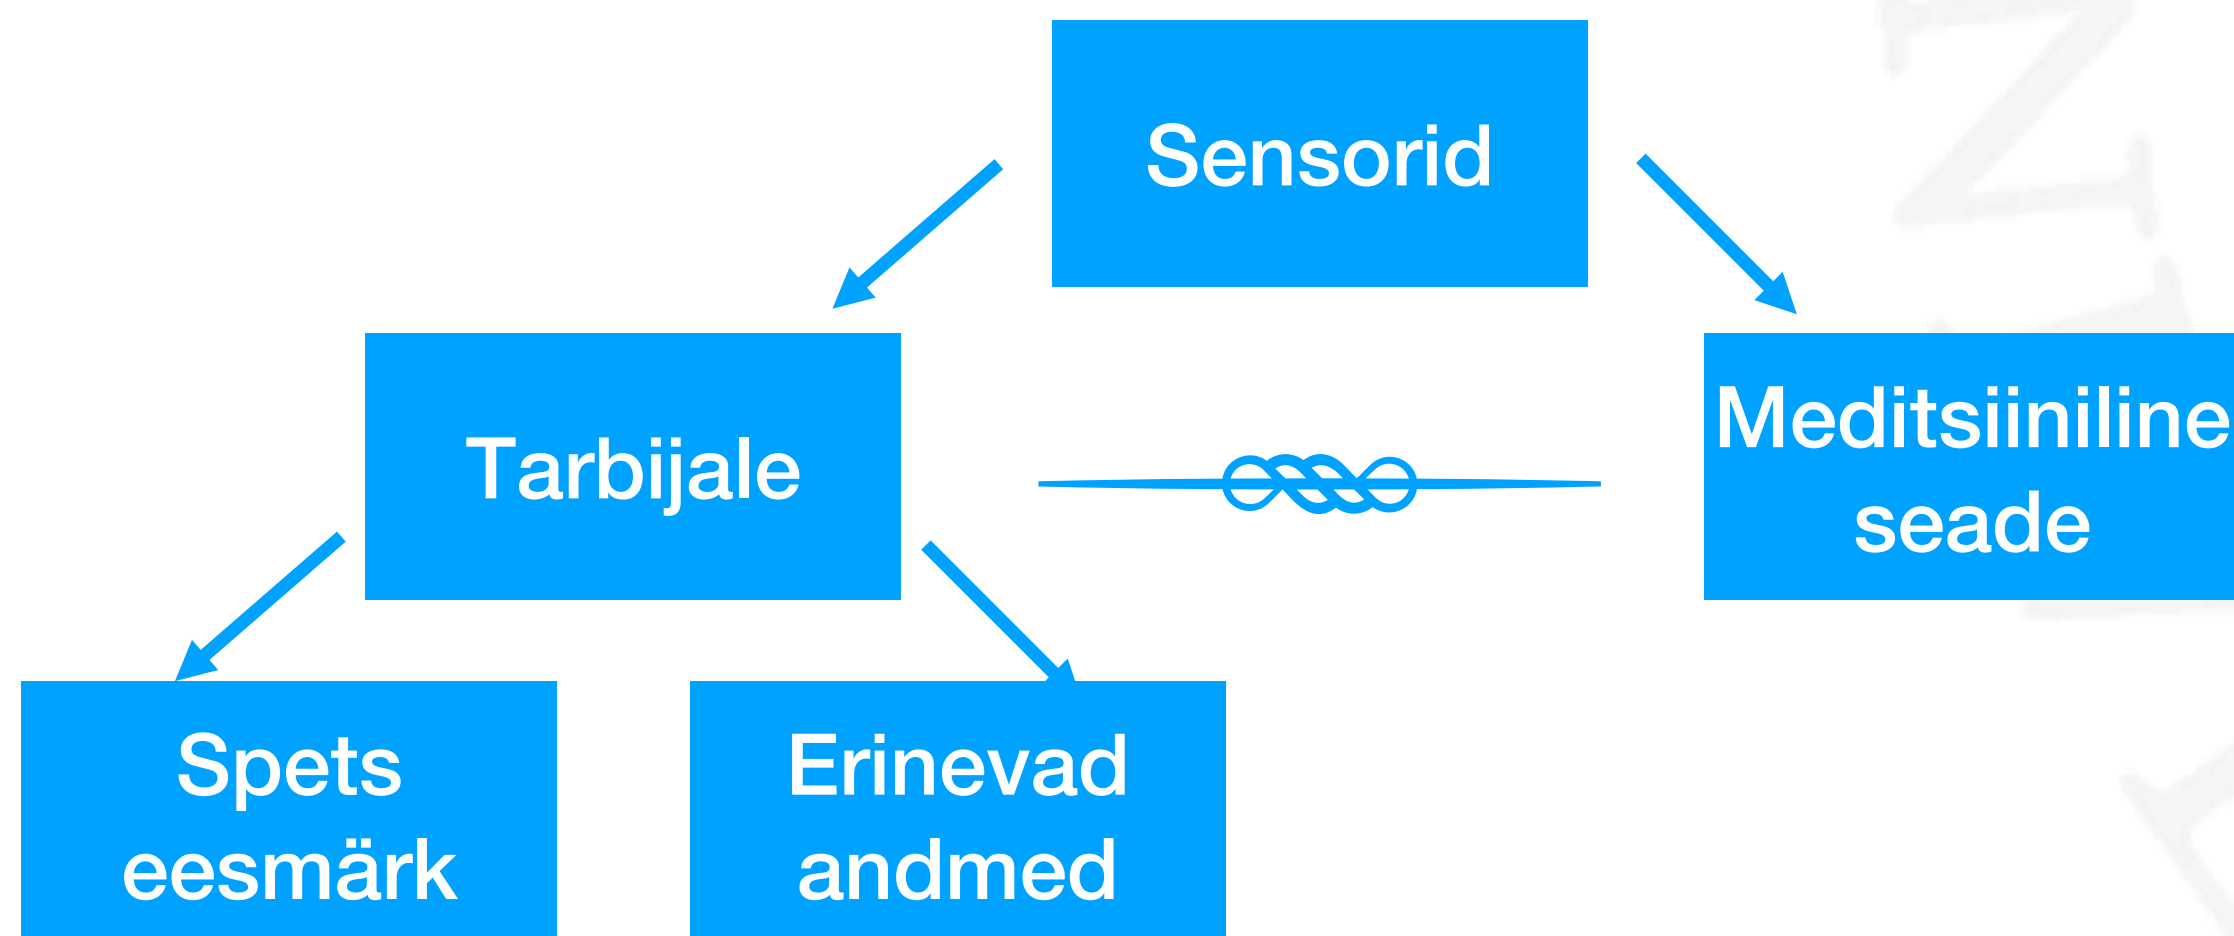 Sensorid
Tarbijale
Meditsiiniline
seade
Spets
eesmärk
Erinevad
andmed